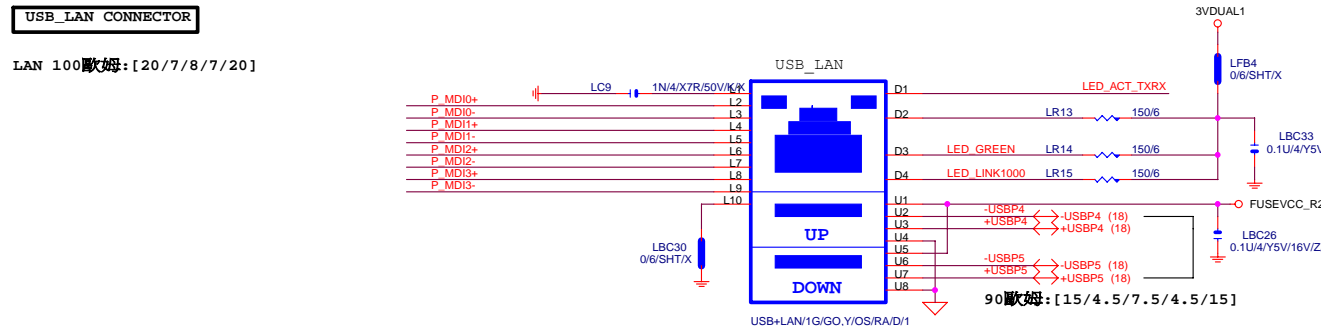 USB_LAN CONNECTOR
LAN 100歐姆:[20/7/8/7/20]
3VDUAL1
LFB4
0/6/SHT/X
USB_LAN
LC9
1N/4/X7R/50V/K/X
L1
P_MDI0+
L2
P_MDI0-
L3
P_MDI1+
L4
P_MDI1-
L5
P_MDI2+
L6
P_MDI2-
L7
P_MDI3+
L8
P_MDI3-
L9
L10
LBC30
0/6/SHT/X
D1
LED_ACT_TXRX
D2
LR13
150/6
D3
LED_GREEN
LR14
150/6
D4
LED_LINK1000
LR15
150/6
LBC33
0.1U/4/Y5V
U1
FUSEVCC_R2
U2
-USBP4
-USBP4 (18)
U3
+USBP4
+USBP4 (18)
U4
U5
U6
-USBP5
-USBP5 (18)
U7
+USBP5
+USBP5 (18)
U8
LBC26
0.1U/4/Y5V/16V/Z
UP
DOWN
90歐姆:[15/4.5/7.5/4.5/15]
USB+LAN/1G/GO,Y/OS/RA/D/1